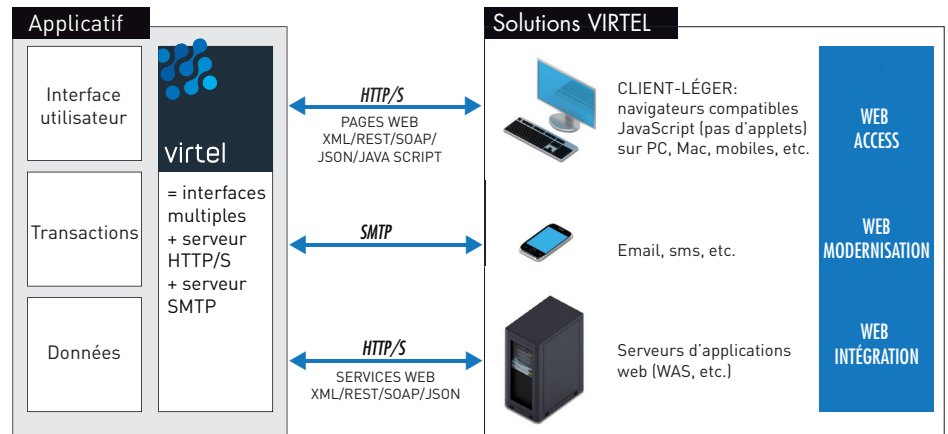 Applicatif
Interface
utilisateur
Transactions
Données
virtel
= interfaces
multiples
+ serveur
HTTP/S
+ serveur
SMTP
HTTP/S
PAGES WEB
XML/REST/SOAP/
JSON/JAVA SCRIPT
SMTP
HTTP/S
SERVICES WEB
XML/REST/SOAP/JSON
Solutions VIRTEL
CLIENT-LÉGER:
navigateurs compatibles
JavaScript (pas d’applets)
sur PC, Mac, mobiles, etc.
Email, sms, etc.
Serveurs d’applications
web (WAS, etc.)
WEB
ACCESS
WEB
MODERNISATION
WEB
INTÉGRATION